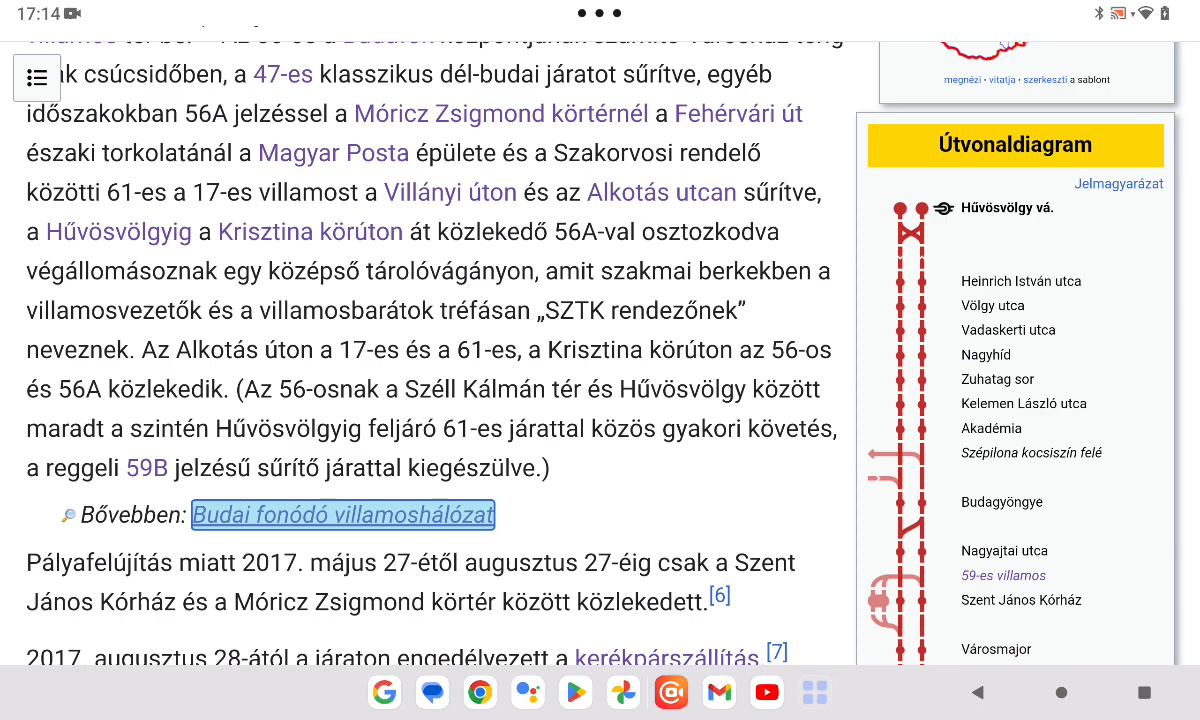 17:14
villamos
csúcsidőben, a 47-es klasszikus dél-budai járatot sűrítve, egyéb
időszakokban 56A jelzéssel a Móricz Zsigmond körtérnél a Fehérvári út
északi torkolatánál a Magyar Posta épülete és a Szakorvosi rendelő
közötti 61-es a 17-es villamost a Villányi úton és az Alkotás utcan sűrítve,
a Hűvösvölgyig a Krisztina körúton át közlekedő 56A-val osztozkodva
végállomásoznak egy középső tárolóvágányon, amit szakmai berkekben a
villamosvezetők és a villamosbarátok tréfásan „SZTK rendezőnek”
neveznek. Az Alkotás úton a 17-es és a 61-es, a Krisztina körúton az 56-os
és 56A közlekedik. (Az 56-osnak a Széll Kálmán tér és Hűvösvölgy között
maradt a szintén Hűvösvölgyig feljáró 61-es járattal közös gyakori követés,
a reggeli 59B jelzésű sűrítő járattal kiegészülve.)
Bővebben: Budai fonódó villamoshálózat
Pályafelújítás miatt 2017. május 27-étől augusztus 27-éig csak a Szent
János Kórház és a Móricz Zsigmond körtér között közlekedett.[6]
2017. augusztus 28-ától a járaton engedélyezett a kerékpárszállítás.[7]
megnézi • vitatja • szerkeszti a sablont
Útvonaldiagram
Jelmagyarázat
Hűvösvölgy vá.
Heinrich István utca
Völgy utca
Vadaskerti utca
Nagyhíd
Zuhatag sor
Kelemen László utca
Akadémia
Szépilona kocsiszín felé
Budagyöngye
Nagyajtai utca
59-es villamos
Szent János Kórház
Városmajor